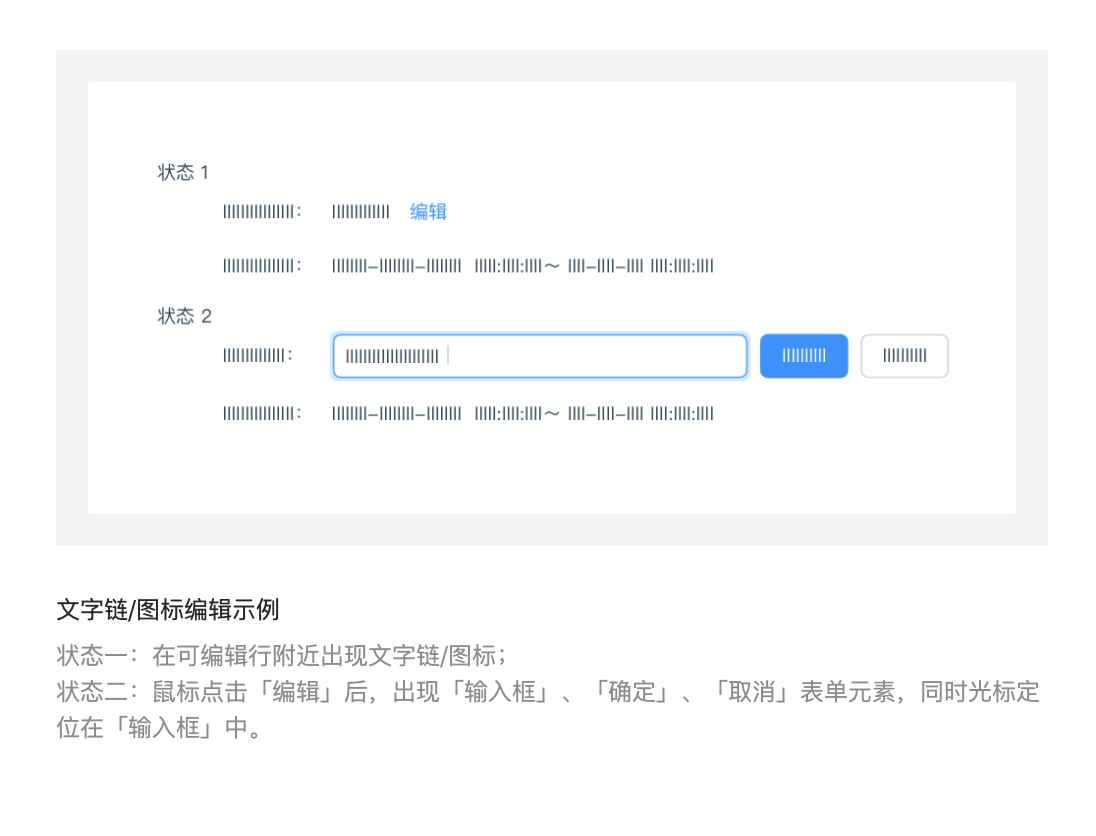 状态 1
编辑
状态 2
文字链/图标编辑示例
状态一：在可编辑行附近出现文字链/图标；
状态二：鼠标点击「编辑」后，出现「输入框」、「确定」、「取消」表单元素，同时光标定
位在「输入框」中。